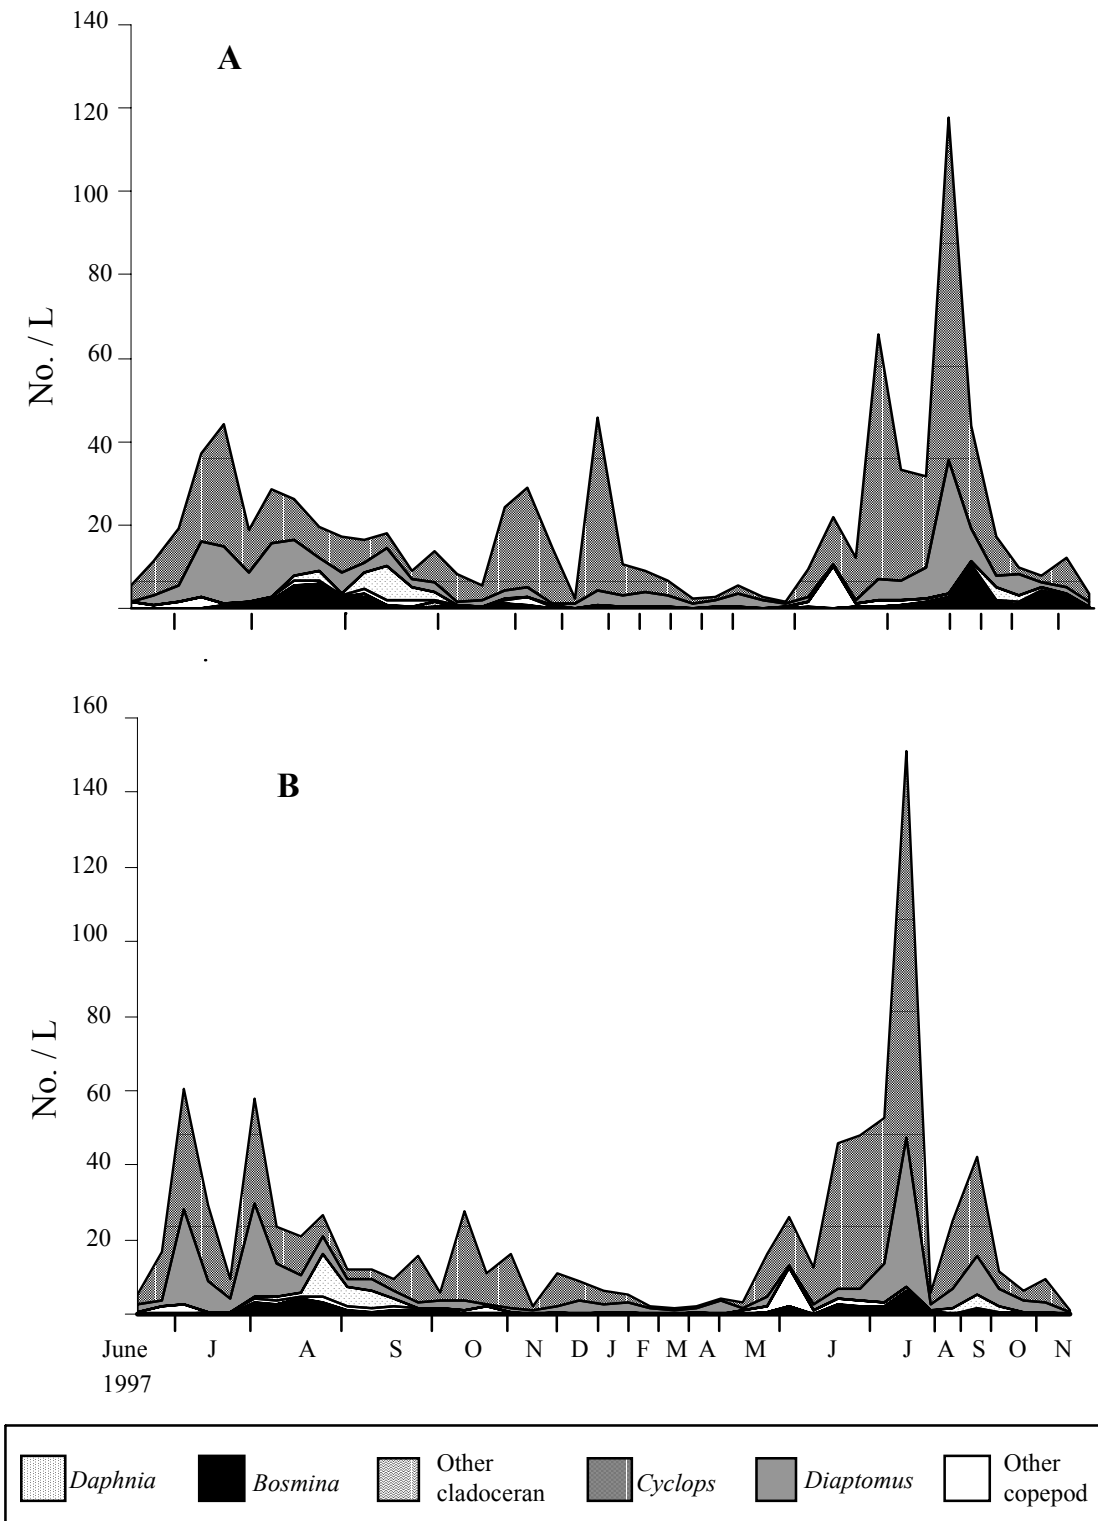 140
A
120
100
80
60
40
20
No. / L
160
B
140
120
100
80
60
40
20
No. / L
June J A S O N D J F M A M J J A S O N
1997
Daphnia Bosmina Other cladoceran Cyclops Diaptomus Other copepod